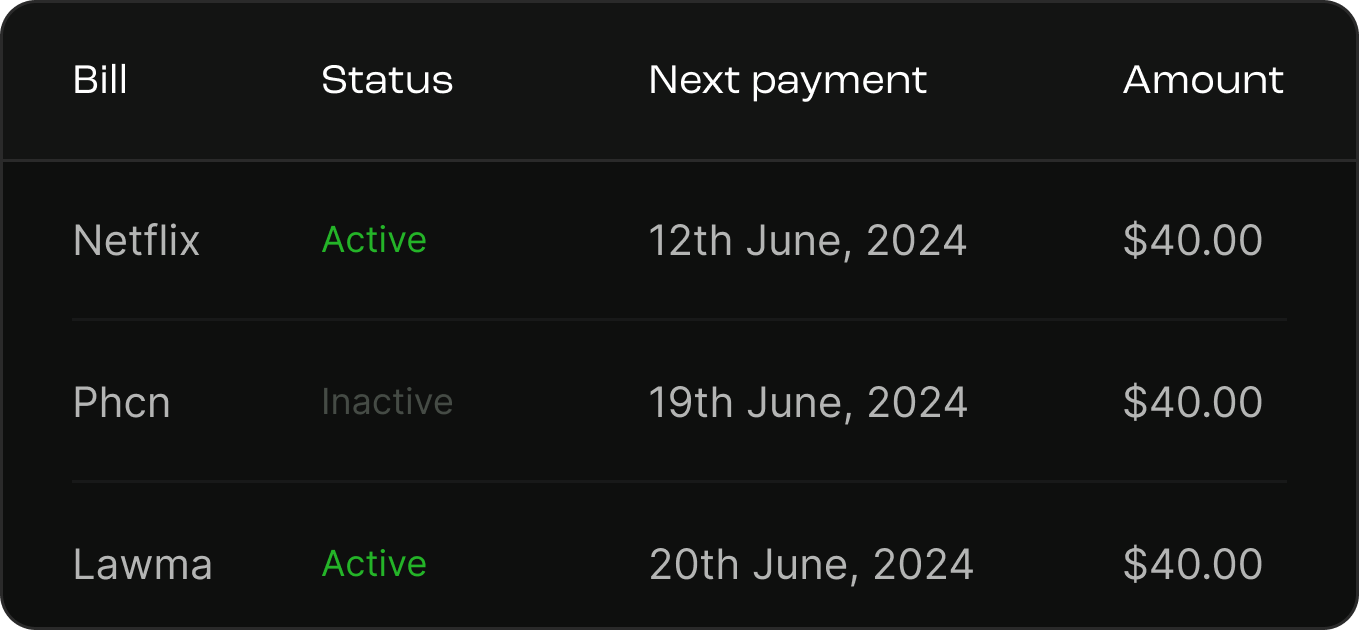 Bill Status Next payment Amount
Netflix Active 12th June, 2024 $40.00
Phcn Inactive 19th June, 2024 $40.00
Lawma Active 20th June, 2024 $40.00